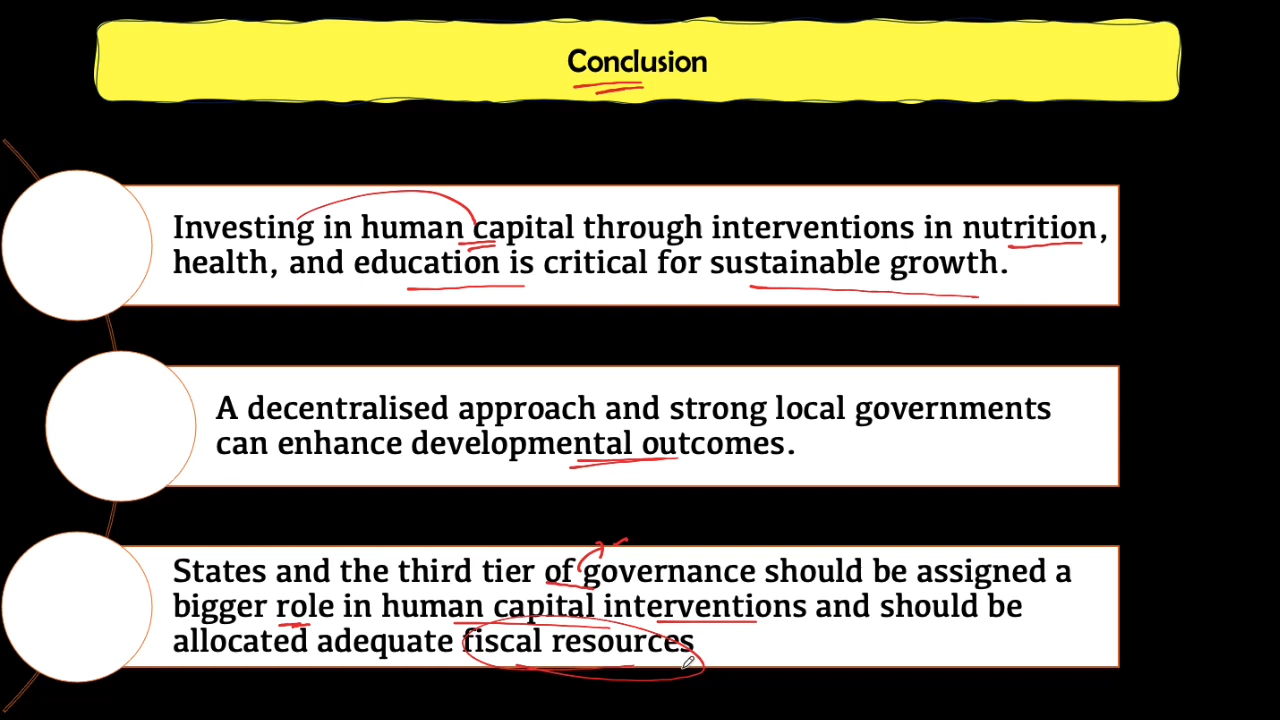 Conclusion
Investing in human capital through interventions in nutrition,
health, and education is critical for sustainable growth.
A decentralised approach and strong local governments
can enhance developmental outcomes.
States and the third tier of governance should be assigned a
bigger role in human capital interventions and should be
allocated adequate fiscal resources